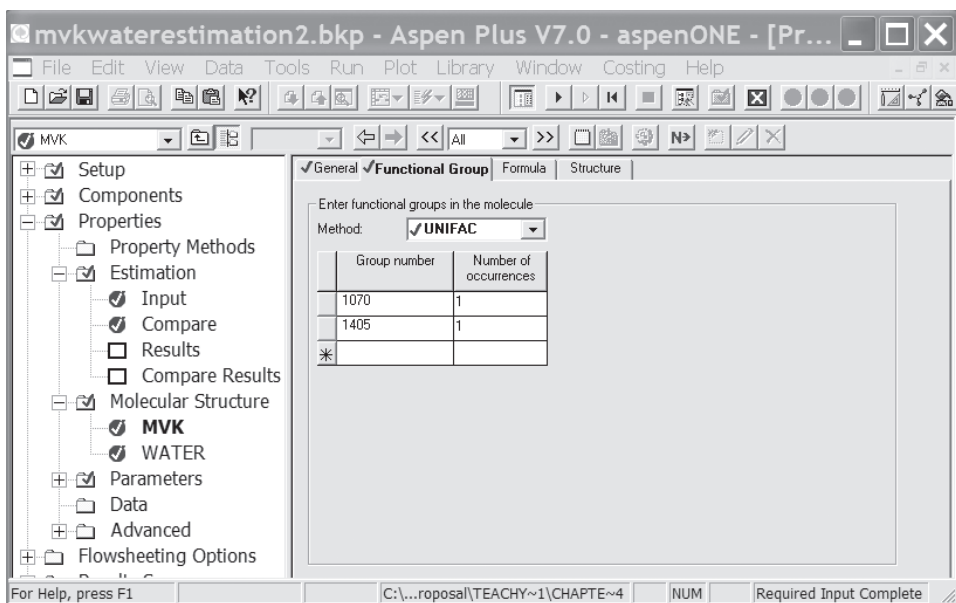 mvkwaterestimation2.bkp - Aspen Plus V7.0 - aspenONE - [Pr...
File Edit View Data Tools Run Plot Library Window Costing Help
MVK
All
N>
Setup
Components
Properties
Property Methods
Estimation
Input
Compare
Results
Compare Results
Molecular Structure
MVK
WATER
Parameters
Data
Advanced
Flowsheeting Options
General Functional Group Formula Structure
Enter functional groups in the molecule
Method: UNIFAC
Group number Number of occurrences
1070 1
1405 1
For Help, press F1 C:\...roposal\TEACHY~1\CHAPTE~4 NUM Required Input Complete